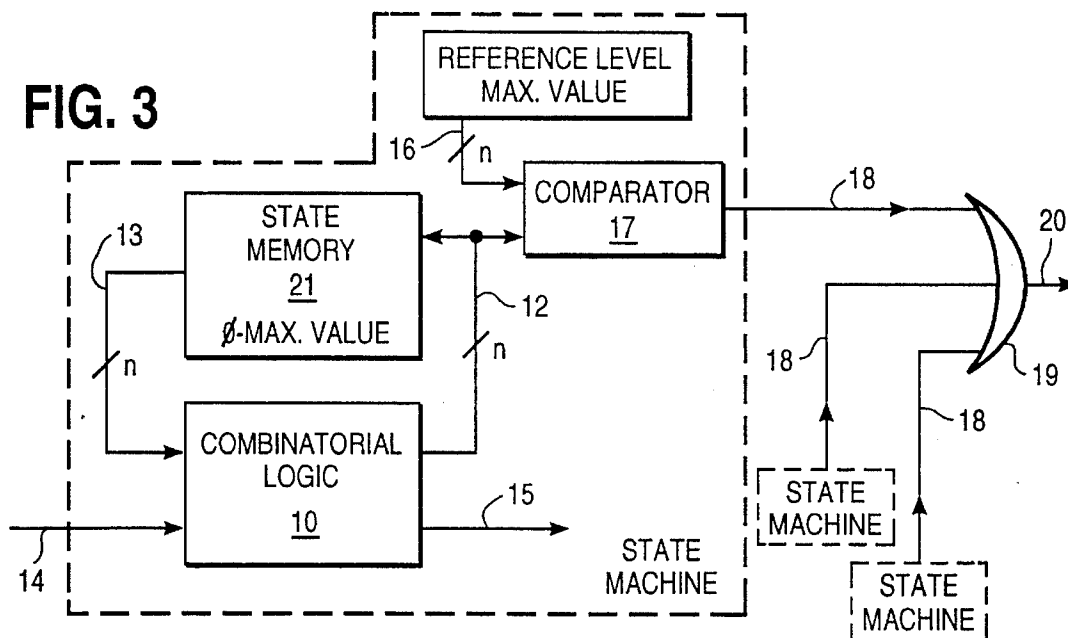 FIG. 3
REFERENCE LEVEL
MAX. VALUE
16
n
COMPARATOR
17
18
STATE
MEMORY
21
Ø-MAX. VALUE
13
n
12
n
20
18
19
18
COMBINATORIAL
LOGIC
10
15
14
STATE
MACHINE
STATE
MACHINE
STATE
MACHINE